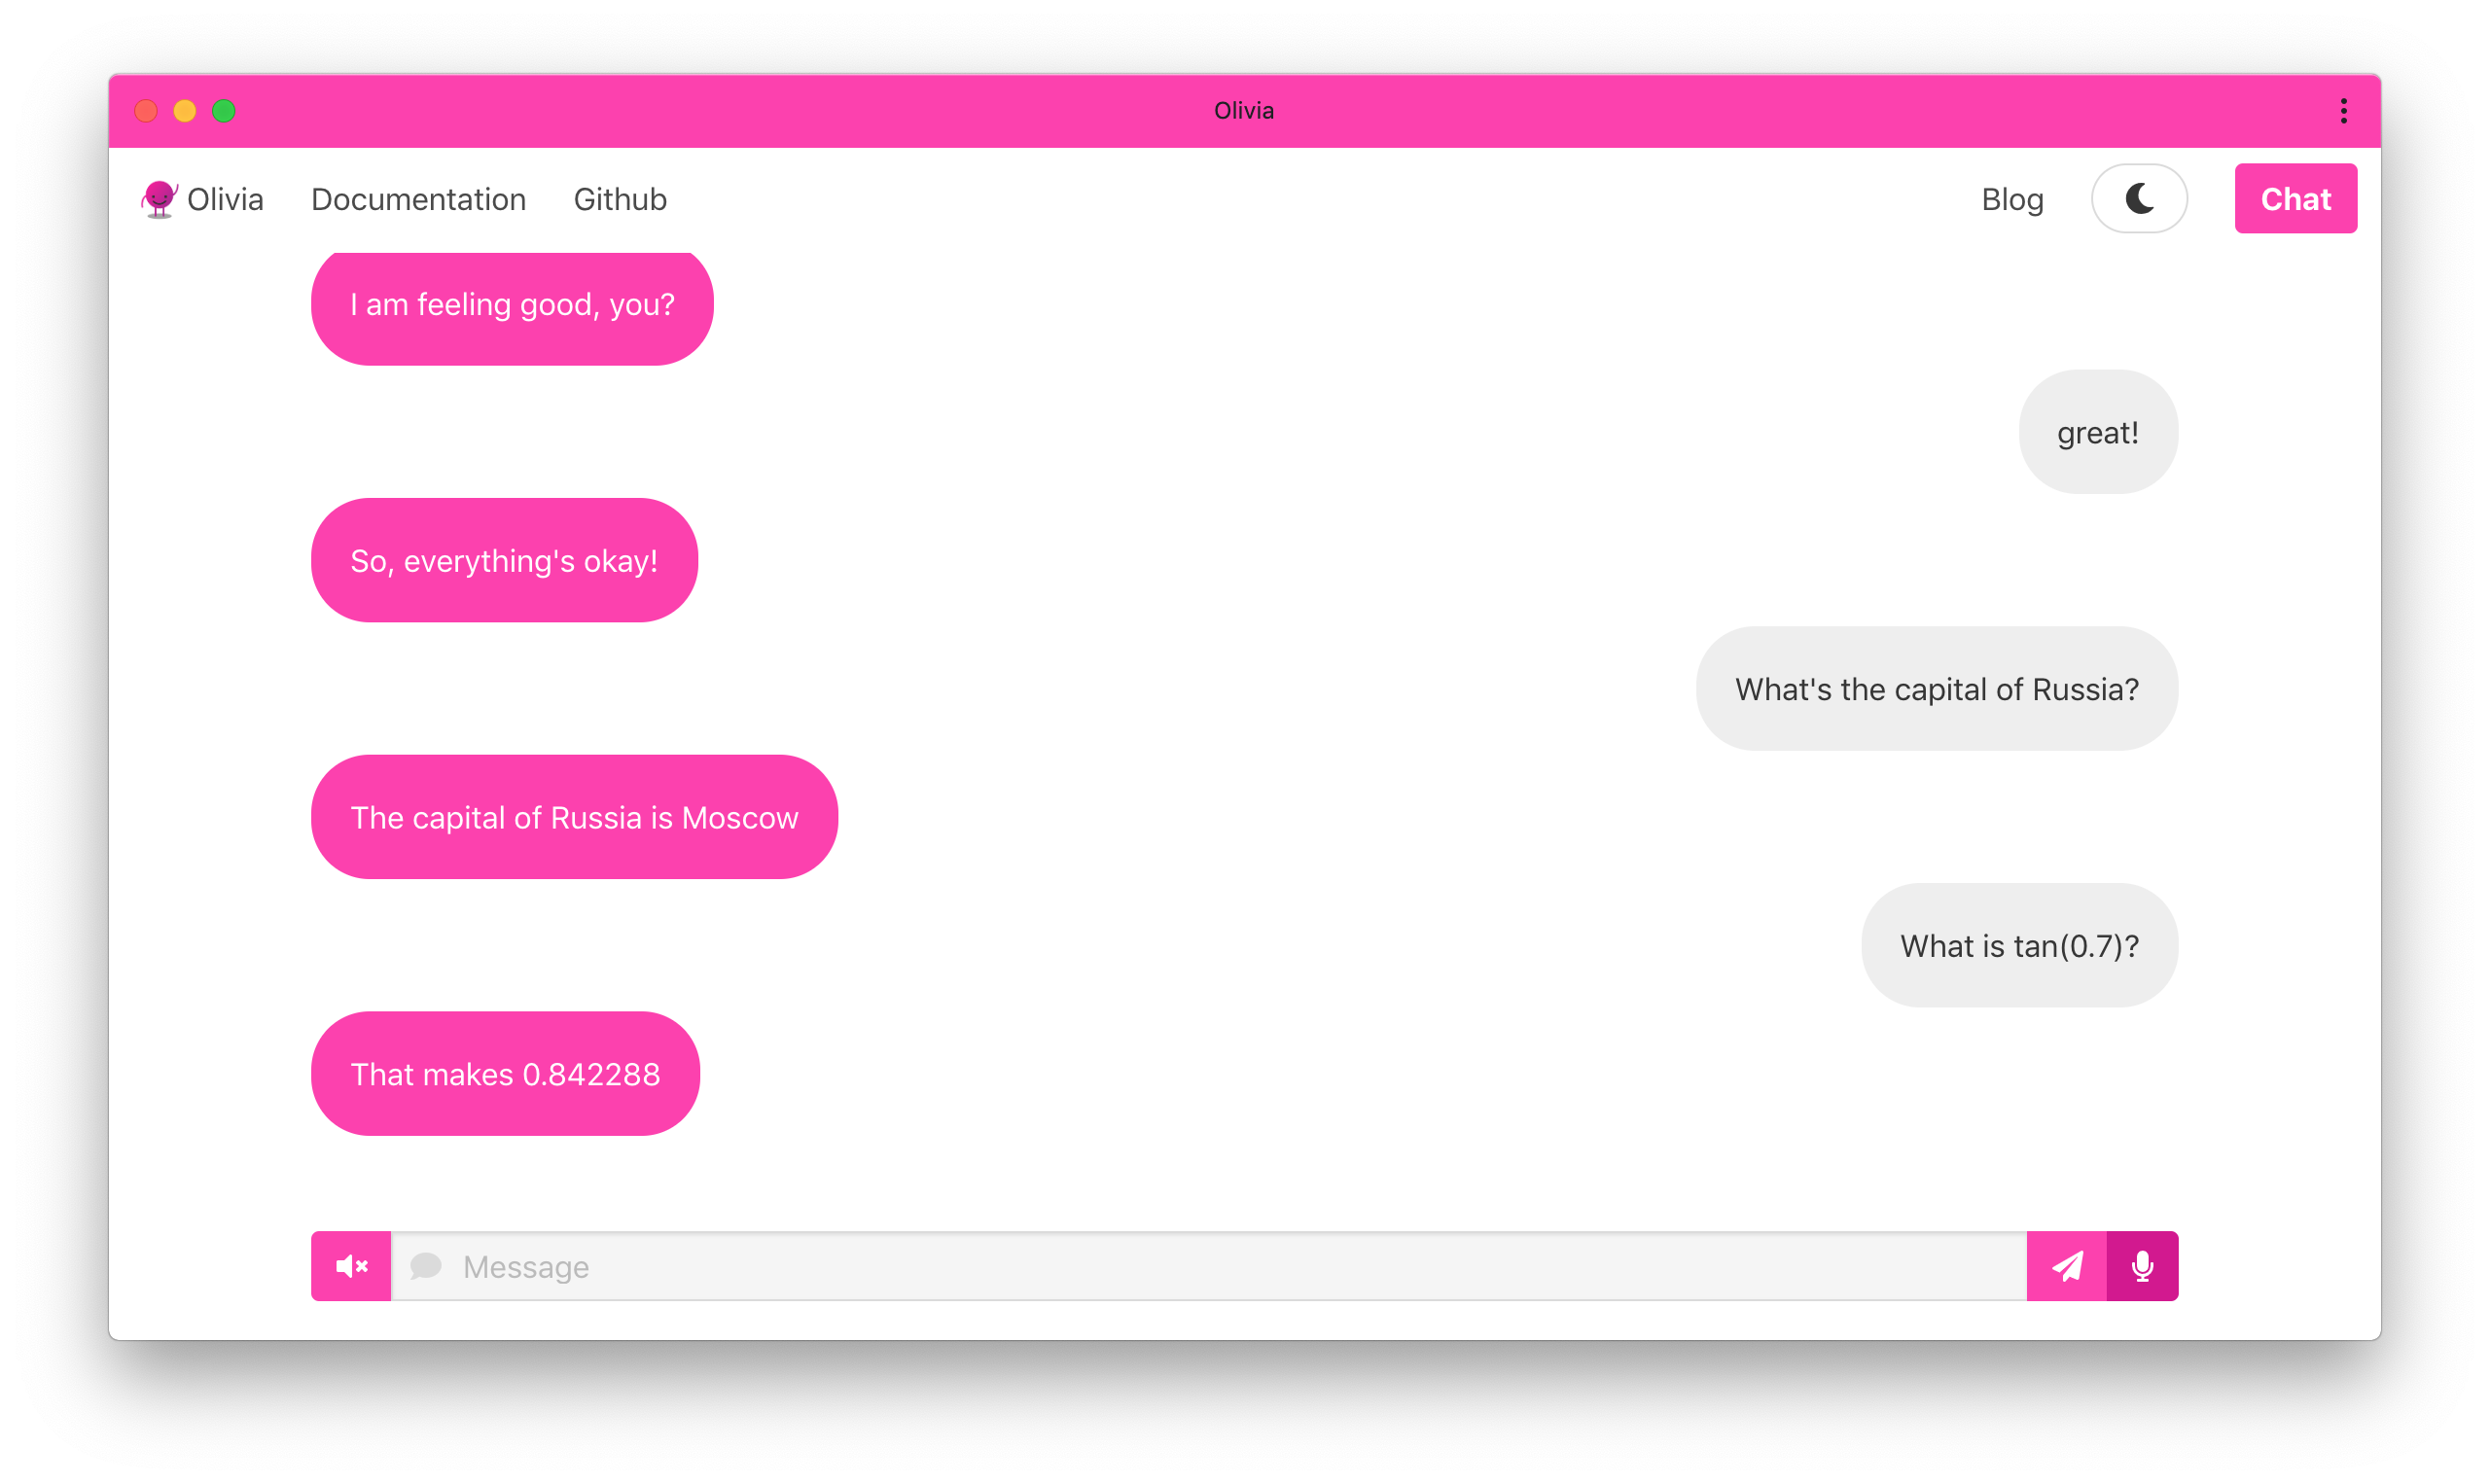 Olivia
Olivia Documentation Github Blog Chat
I am feeling good, you?
great!
So, everything's okay!
What's the capital of Russia?
The capital of Russia is Moscow
What is tan(0.7)?
That makes 0.842288
Message